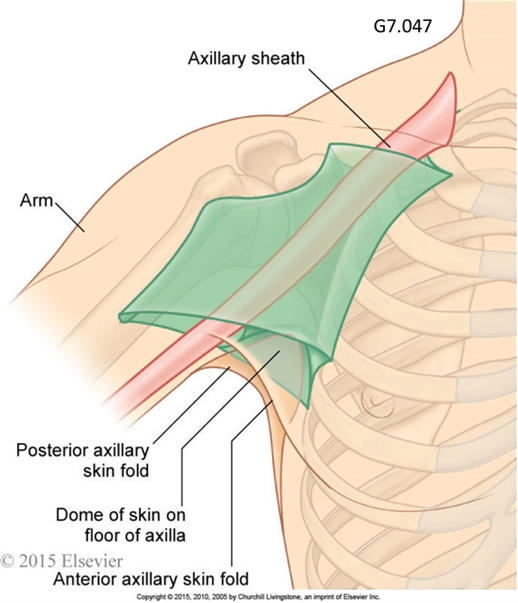 G7.047
Axillary sheath
Arm
Posterior axillary
skin fold
Dome of skin on
floor of axilla
© 2015 Elsevier
Anterior axillary skin fold
Copyright © 2015, 2010, 2005 by Churchill Livingstone, an imprint of Elsevier Inc.